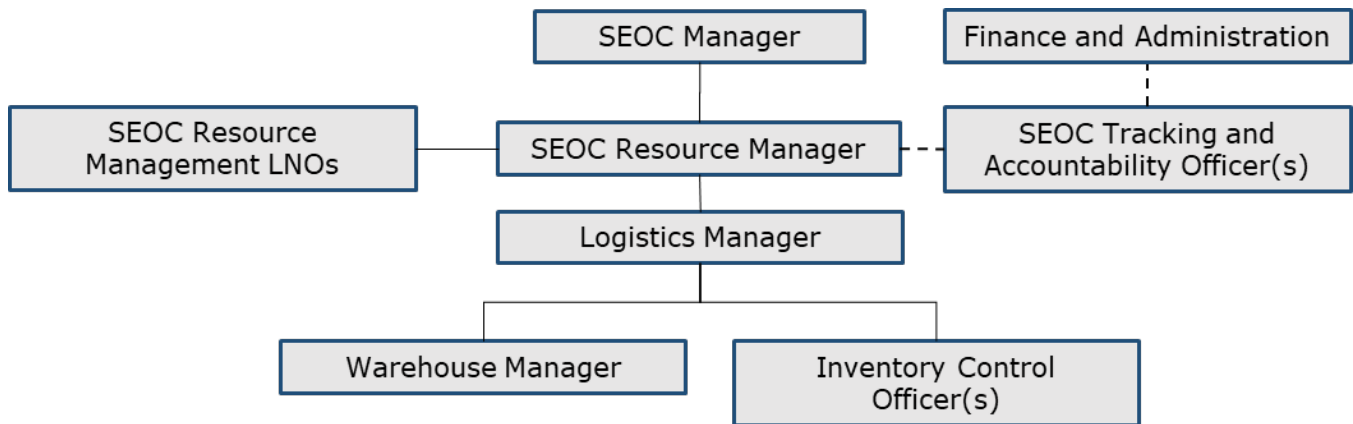 SEOC Manager
Finance and Administration
SEOC Resource
Management LNOs
SEOC Resource Manager
SEOC Tracking and
Accountability Officer(s)
Logistics Manager
Warehouse Manager
Inventory Control
Officer(s)